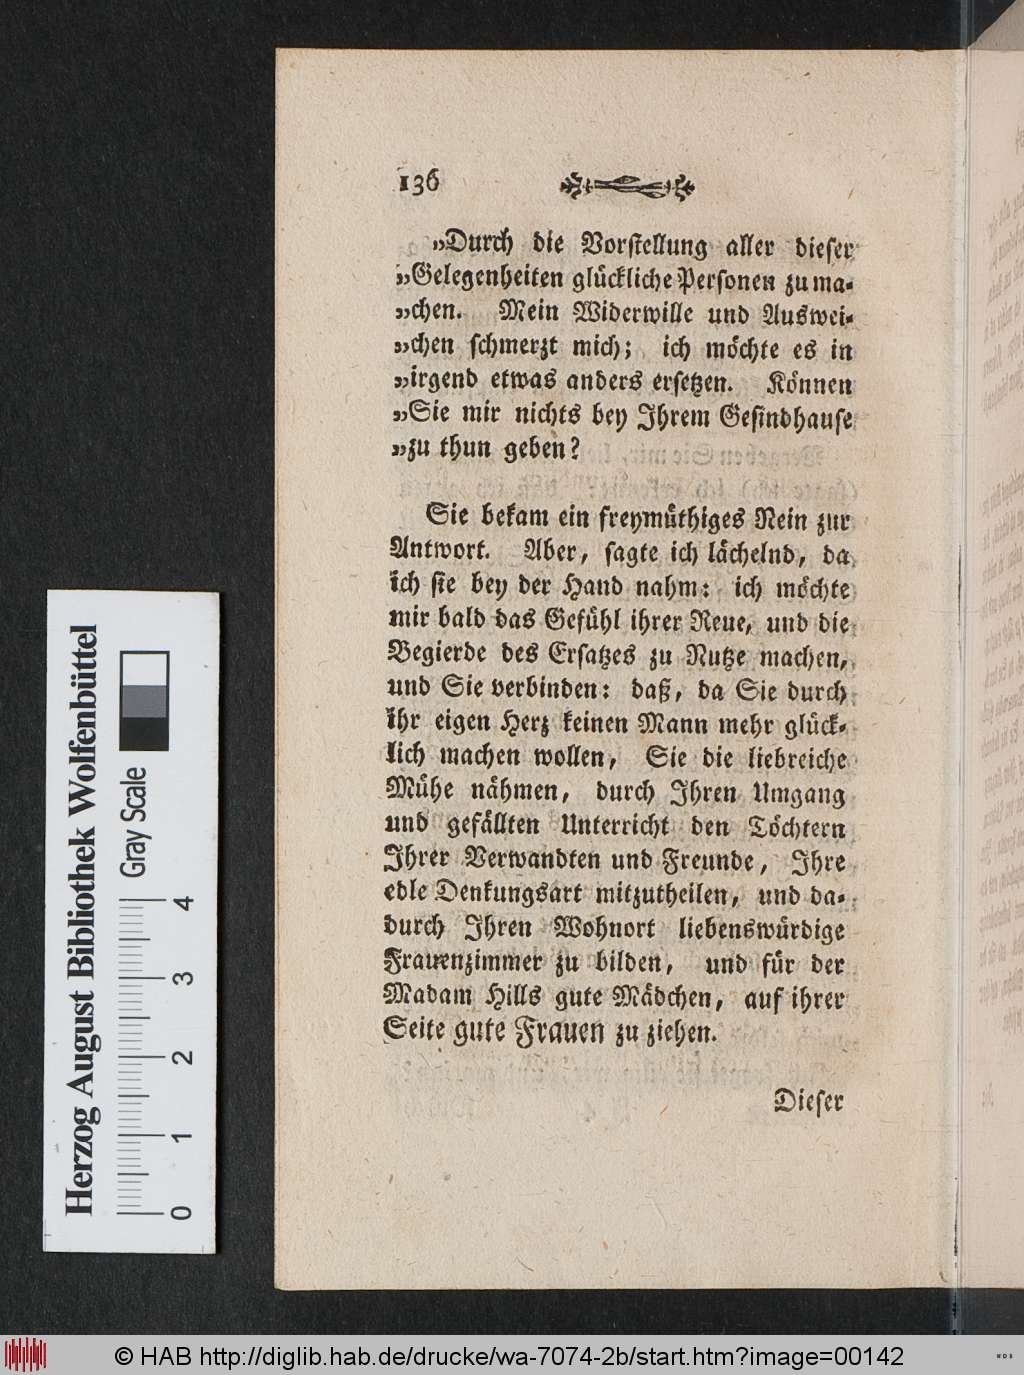 136
„Durch die Vorstellung aller dieser
„Gelegenheiten glückliche Personen zu ma-
„chen. Mein Widerwille und Auswei-
„chen schmerzt mich; ich möchte es in
„irgend etwas anders ersetzen. Können
„Sie mir nichts bey Ihrem Gesindhause
„zu thun geben?
Sie bekam ein freymüthiges Nein zur
Antwort. Aber, sagte ich lächelnd, da
ich sie bey der Hand nahm: ich möchte
mir bald das Gefühl ihrer Reue, und die
Begierde des Ersatzes zu Nutze machen,
und Sie verbinden: daß, da Sie durch
ihr eigen Herz keinen Mann mehr glück-
lich machen wollen, Sie die liebreiche
Mühe nähmen, durch Ihren Umgang
und gefällten Unterricht den Töchtern
Ihrer Verwandten und Freunde, Ihre
edle Denkungsart mitzutheilen, und da-
durch Ihren Wohnort liebenswürdige
Frauenzimmer zu bilden, und für der
Madam Hills gute Mädchen, auf ihrer
Seite gute Frauen zu ziehen.
Dieser
Herzog August Bibliothek Wolfenbüttel
Gray Scale
0 1 2 3 4
© HAB http://diglib.hab.de/drucke/wa-7074-2b/start.htm?image=00142